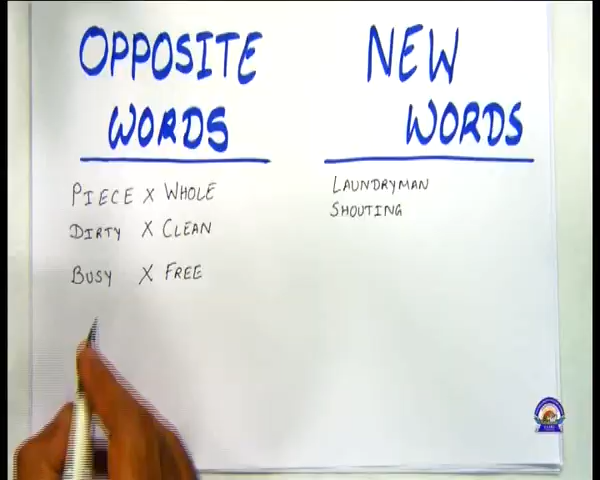 OPPOSITE
WORDS
PIECE X WHOLE
DIRTY X CLEAN
BUSY X FREE
NEW
WORDS
LAUNDRYMAN
SHOUTING